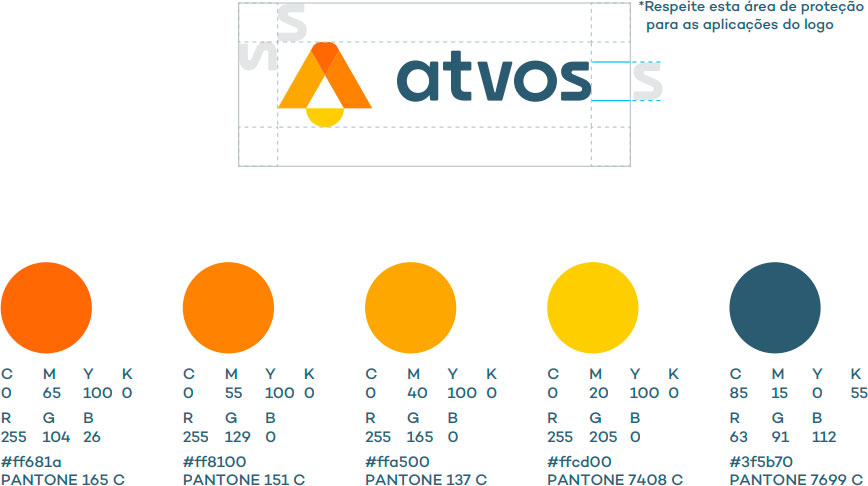 *Respeite esta área de proteção
para as aplicações do logo
s
s
atvos
s
C M Y K
0 65 100 0
R G B
255 104 26
#ff681a
PANTONE 165 C
C M Y K
0 55 100 0
R G B
255 129 0
#ff8100
PANTONE 151 C
C M Y K
0 40 100 0
R G B
255 165 0
#ffa500
PANTONE 137 C
C M Y K
0 20 100 0
R G B
255 205 0
#ffcd00
PANTONE 7408 C
C M Y K
85 15 0 55
R G B
63 91 112
#3f5b70
PANTONE 7699 C